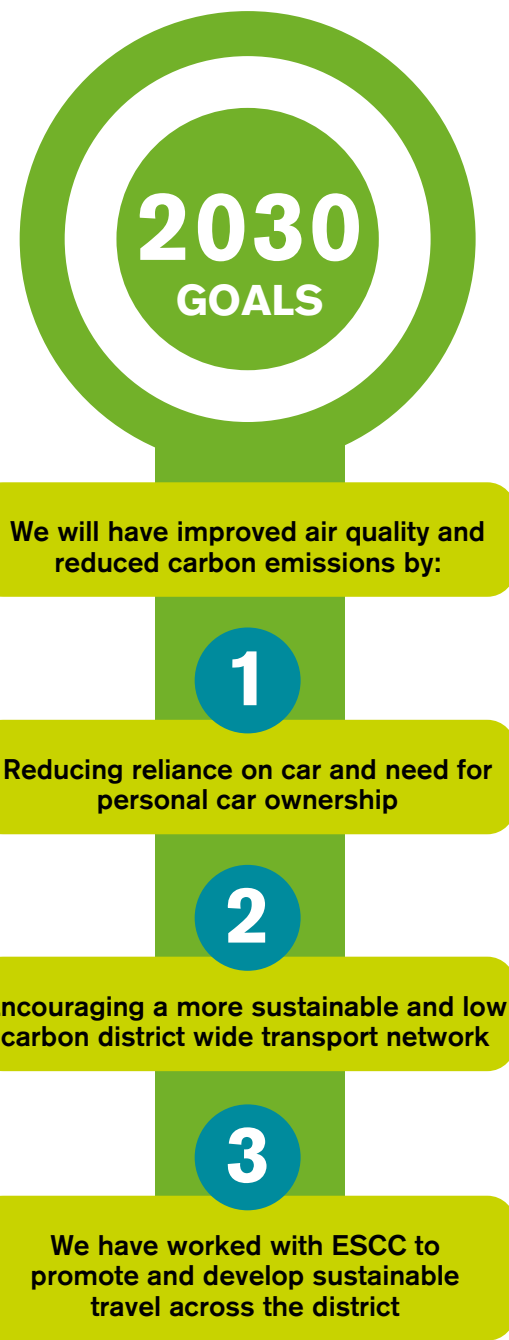 2030
GOALS
We will have improved air quality and
reduced carbon emissions by:
1
Reducing reliance on car and need for
personal car ownership
2
ncouraging a more sustainable and low
carbon district wide transport network
3
We have worked with ESCC to
promote and develop sustainable
travel across the district